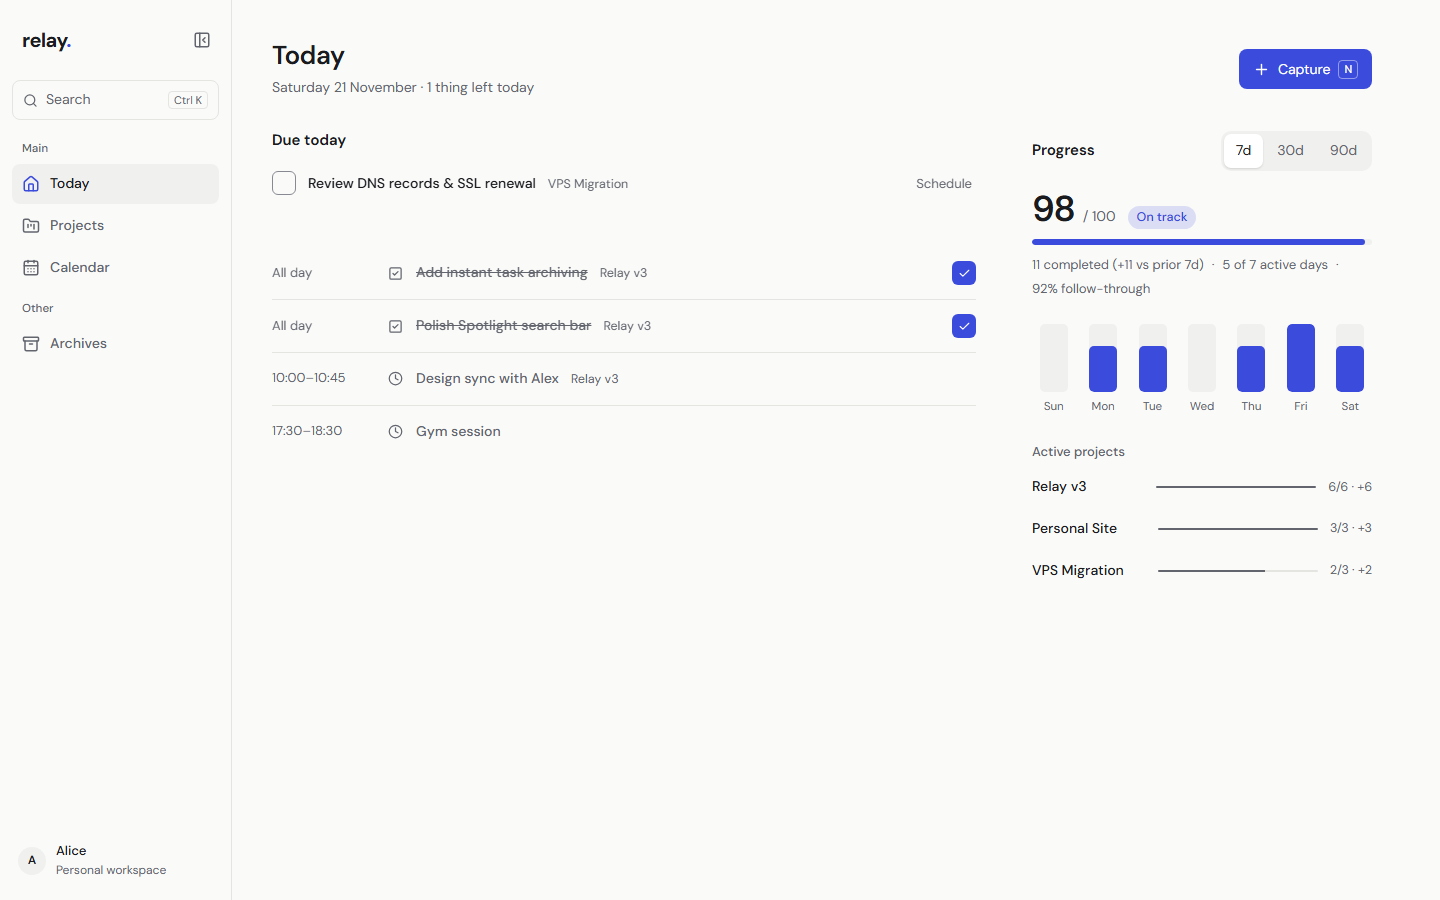 relay.
Search Ctrl K
Main
Today
Projects
Calendar
Other
Archives
A
Alice
Personal workspace
Today
Saturday 21 November · 1 thing left today
Capture N
Due today
Review DNS records & SSL renewal VPS Migration Schedule
All day Add instant task archiving Relay v3
All day Polish Spotlight search bar Relay v3
10:00–10:45 Design sync with Alex Relay v3
17:30–18:30 Gym session
Progress 7d 30d 90d
98 / 100 On track
11 completed (+11 vs prior 7d) · 5 of 7 active days ·
92% follow-through
Sun Mon Tue Wed Thu Fri Sat
Active projects
Relay v3 6/6 · +6
Personal Site 3/3 · +3
VPS Migration 2/3 · +2